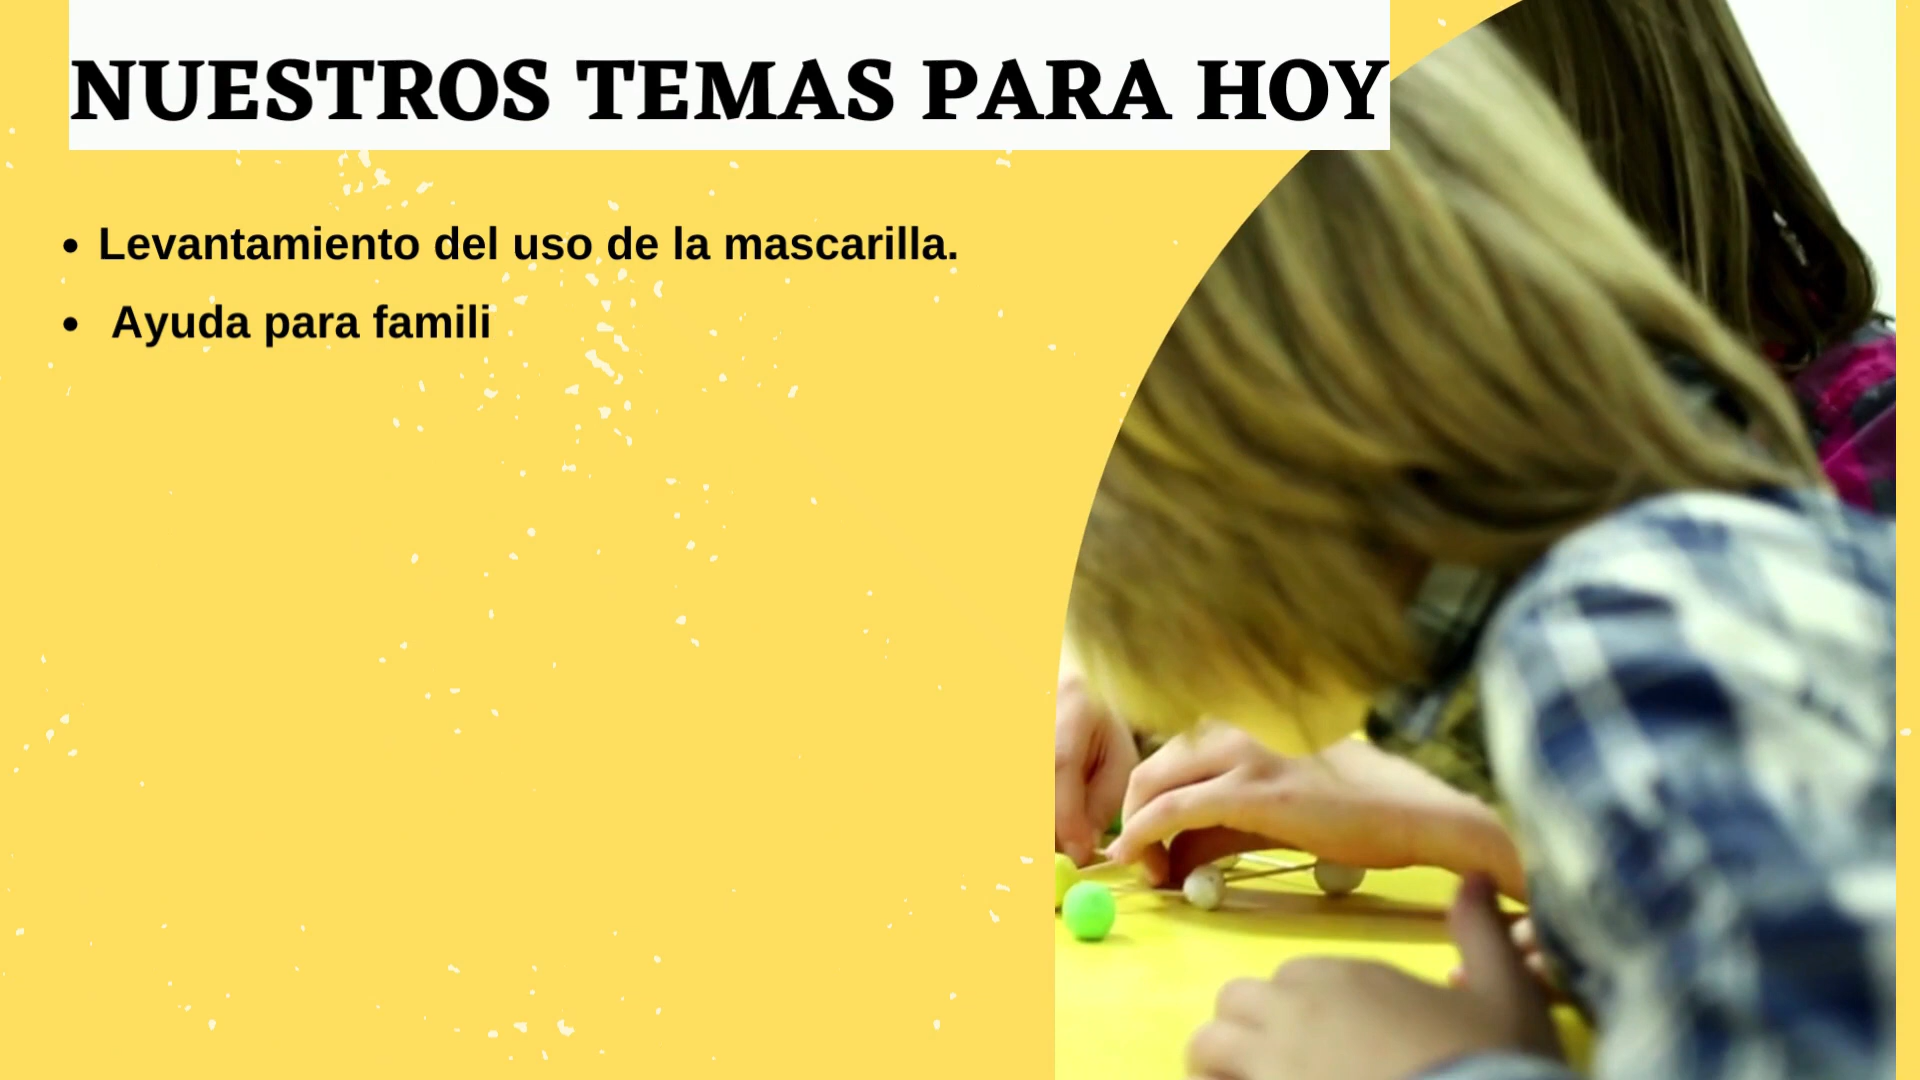 NUESTROS TEMAS PARA HOY
• Levantamiento del uso de la mascarilla.
• Ayuda para famili